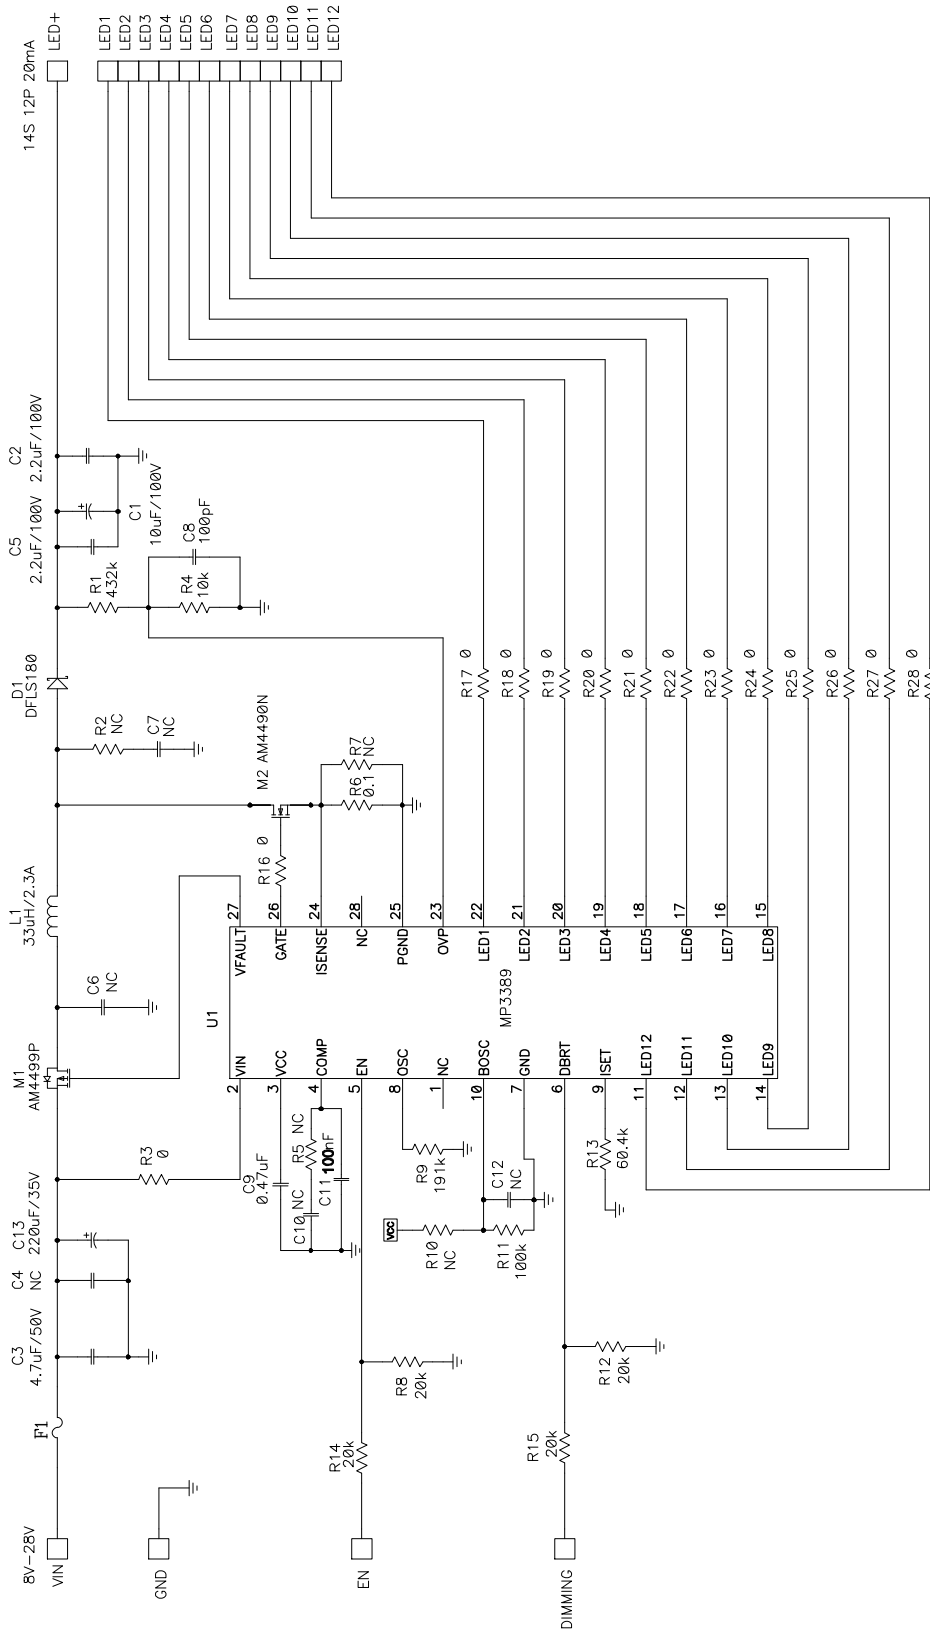 8V-28V
VIN
GND
EN
DIMMING
F1
C3
4.7uF/50V
C4
NC
C13
220uF/35V
R3
0
M1
AM4499P
C6
NC
L1
33uH/2.3A
R2
NC
C7
NC
D1
DFLS180
R1
432k
R4
10k
C8
100pF
C5
2.2uF/100V
C1
10uF/100V
C2
2.2uF/100V
14S 12P 20mA
LED+
LED1
LED2
LED3
LED4
LED5
LED6
LED7
LED8
LED9
LED10
LED11
LED12
M2 AM4490N
R16 0
R6
0.1
R7
NC
C9
0.47uF
C10 NC
R5 NC
C11 100nF
R14
20k
R8
20k
R9
191k
VCC
R10
NC
R11
100k
C12
NC
R15
20k
R12
20k
R13
60.4k
U1
MP3389
2 VIN
3 VCC
4 COMP
5 EN
8 OSC
1 NC
10 BOSC
7 GND
6 DBRT
9 ISET
11 LED12
12 LED11
13 LED10
14 LED9
VFAULT 27
GATE 26
ISENSE 24
NC 28
PGND 25
OVP 23
LED1 22
LED2 21
LED3 20
LED4 19
LED5 18
LED6 17
LED7 16
LED8 15
R17 0
R18 0
R19 0
R20 0
R21 0
R22 0
R23 0
R24 0
R25 0
R26 0
R27 0
R28 0